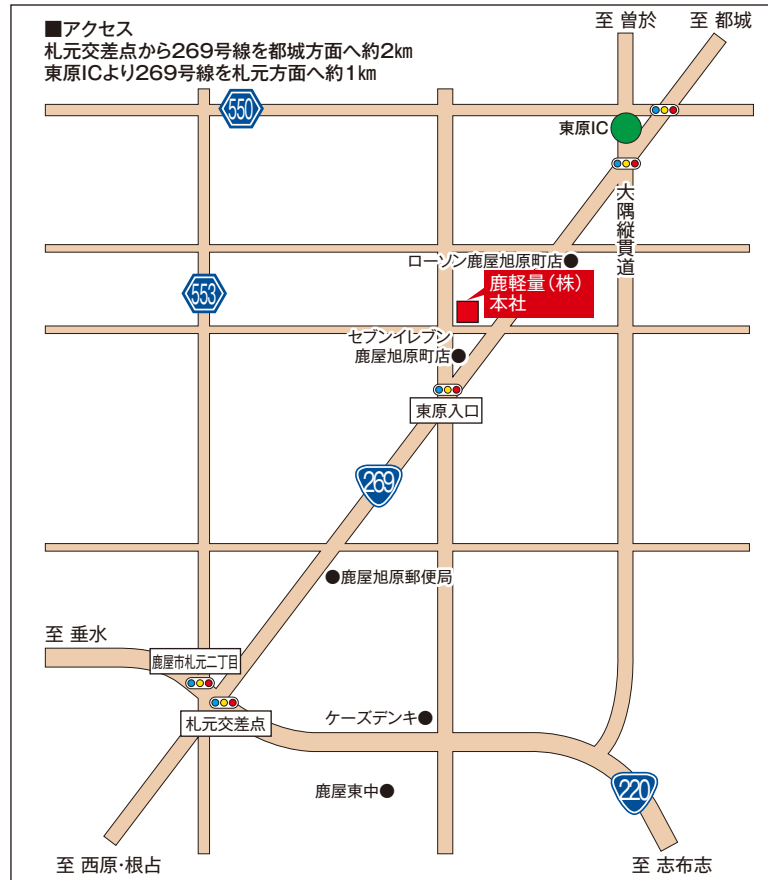 ■アクセス
札元交差点から269号線を都城方面へ約2㎞
東原ICより269号線を札元方面へ約1㎞
至 曽於
至 都城
550
東原IC
大隅縦貫道
ローソン鹿屋旭原町店
553
鹿軽量(株)
本社
セブンイレブン
鹿屋旭原町店
東原入口
269
鹿屋旭原郵便局
至 垂水
鹿屋市札元二丁目
札元交差点
ケーズデンキ
鹿屋東中
220
至 西原・根占
至 志布志